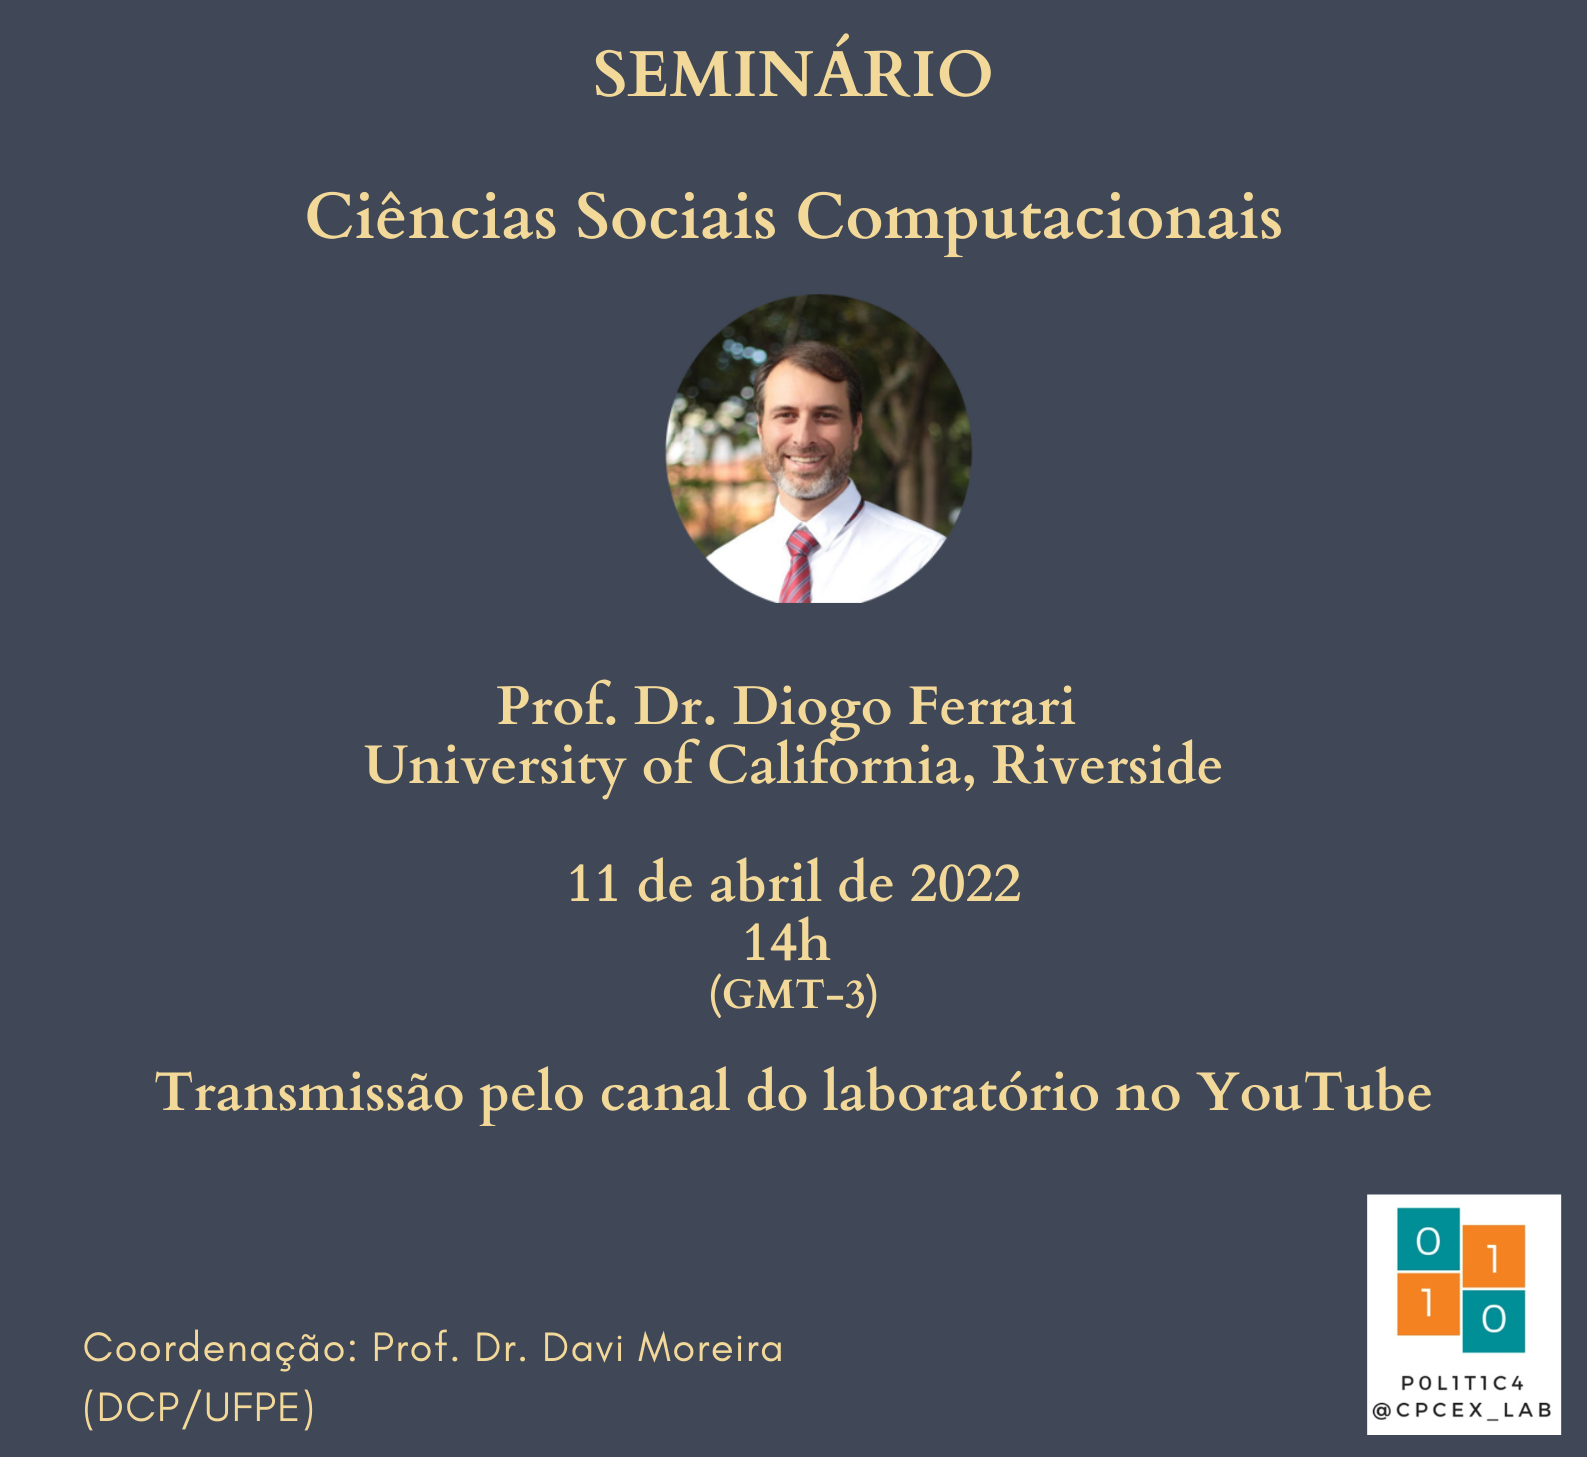 SEMINÁRIO
Ciências Sociais Computacionais
Prof. Dr. Diogo Ferrari
University of California, Riverside
11 de abril de 2022
14h
(GMT-3)
Transmissão pelo canal do laboratório no YouTube
Coordenação: Prof. Dr. Davi Moreira
(DCP/UFPE)
0 1
1 0
P0L1T1C4
@CPCEX_LAB